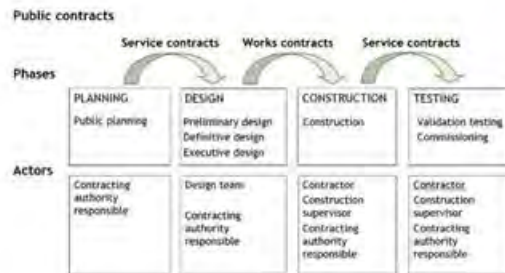 Public contracts
Service contracts Works contracts Service contracts
Phases
PLANNING
Public planning
DESIGN
Preliminary design
Definitive design
Executive design
CONSTRUCTION
Construction
TESTING
Validation testing
Commissioning
Actors
Contracting
authority
responsible
Design team
Contracting
authority
responsible
Contractor
Construction
supervisor
Contracting
authority
responsible
Contractor
Construction
supervisor
Contracting
authority
responsible